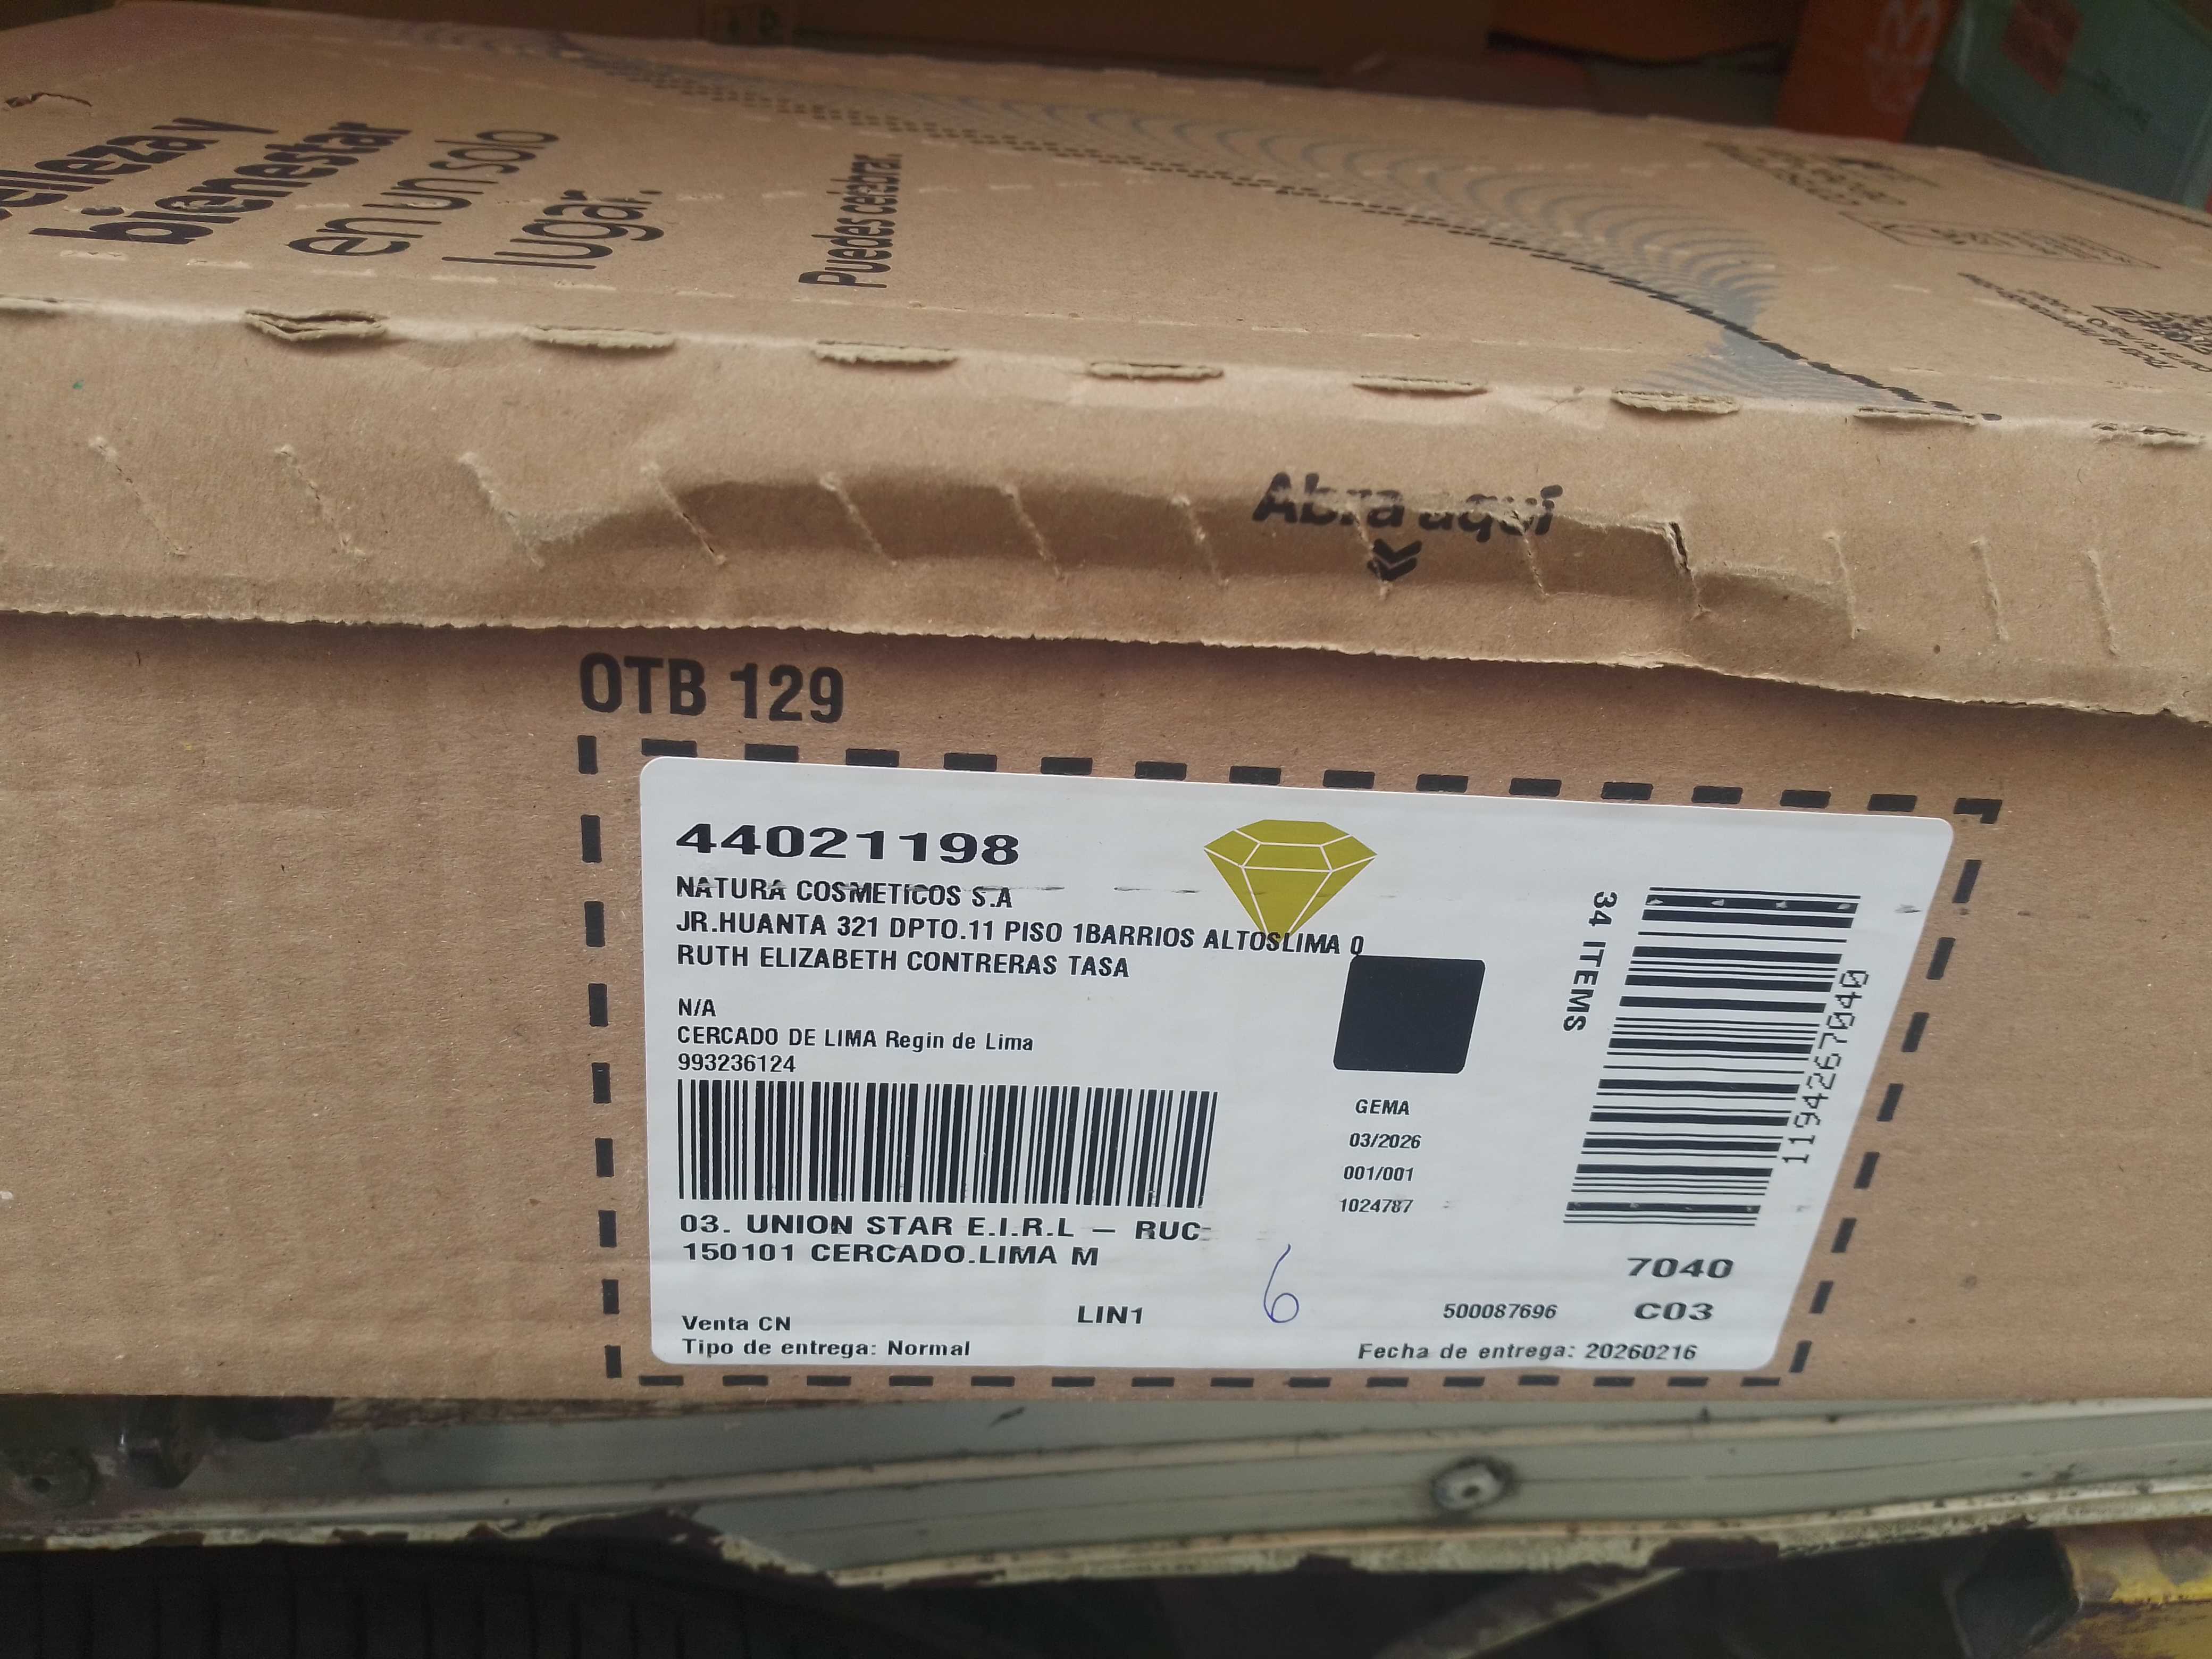 belleza y
bienestar
en un solo
lugar.
Puedes celebrar.
Abra aquí
OTB 129
44021198
NATURA COSMETICOS S.A
JR.HUANTA 321 DPTO.11 PISO 1BARRIOS ALTOSLIMA 0
RUTH ELIZABETH CONTRERAS TASA
N/A
CERCADO DE LIMA Regin de Lima
993236124
03. UNION STAR E.I.R.L – RUC
150101 CERCADO.LIMA M
Venta CN
Tipo de entrega: Normal
LIN1
6
GEMA
03/2026
001/001
1024787
34 ITEMS
11942677040
7040
500087696
C03
Fecha de entrega: 20260216